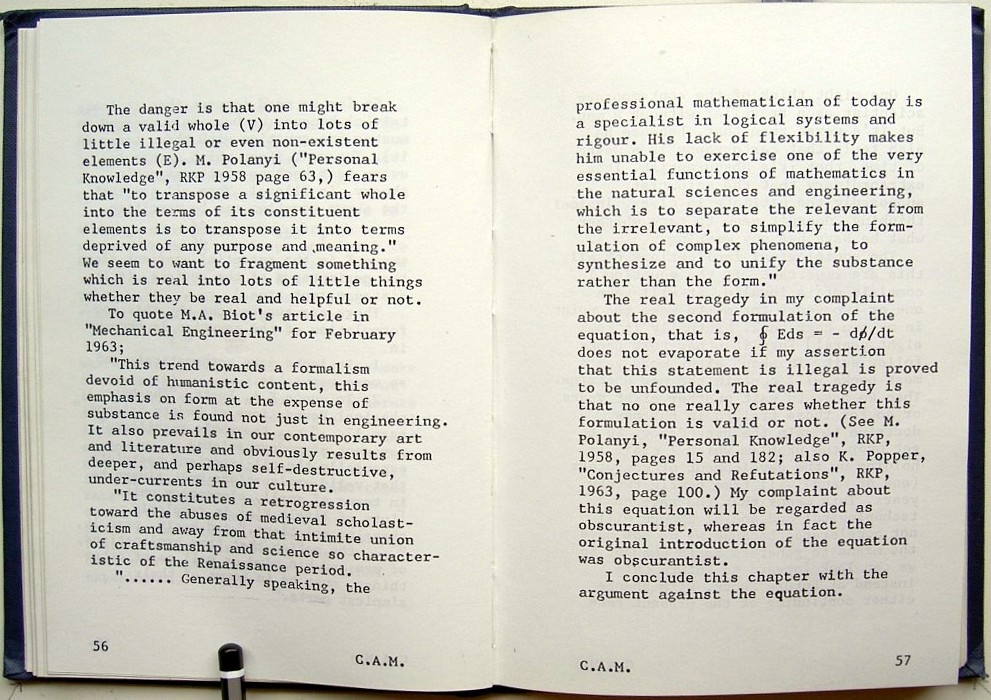 The danger is that one might break
down a valid whole (V) into lots of
little illegal or even non-existent
elements (E). M. Polanyi ("Personal
Knowledge", RKP 1958 page 63,) fears
that "to transpose a significant whole
into the terms of its constituent
elements is to transpose it into terms
deprived of any purpose and meaning."
We seem to want to fragment something
which is real into lots of little things
whether they be real and helpful or not.
To quote M.A. Biot's article in
"Mechanical Engineering" for February
1963;
"This trend towards a formalism
devoid of humanistic content, this
emphasis on form at the expense of
substance is found not just in engineering.
It also prevails in our contemporary art
and literature and obviously results from
deeper, and perhaps self-destructive,
under-currents in our culture.
"It constitutes a retrogression
toward the abuses of medieval scholast-
icism and away from that intimite union
of craftsmanship and science so character-
istic of the Renaissance period.
"...... Generally speaking, the
56
C.A.M.
professional mathematician of today is
a specialist in logical systems and
rigour. His lack of flexibility makes
him unable to exercise one of the very
essential functions of mathematics in
the natural sciences and engineering,
which is to separate the relevant from
the irrelevant, to simplify the form-
ulation of complex phenomena, to
synthesize and to unify the substance
rather than the form."
The real tragedy in my complaint
about the second formulation of the
equation, that is, ∮ Eds = - dø/dt
does not evaporate if my assertion
that this statement is illegal is proved
to be unfounded. The real tragedy is
that no one really cares whether this
formulation is valid or not. (See M.
Polanyi, "Personal Knowledge", RKP,
1958, pages 15 and 182; also K. Popper,
"Conjectures and Refutations", RKP,
1963, page 100.) My complaint about
this equation will be regarded as
obscurantist, whereas in fact the
original introduction of the equation
was obscurantist.
I conclude this chapter with the
argument against the equation.
C.A.M.
57